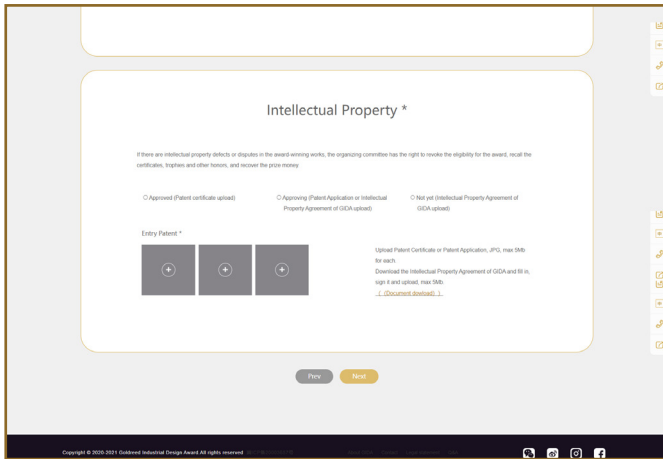 Intellectual Property *
If there are intellectual property defects or disputes in the award-winning works, the organizing committee has the right to revoke the eligibility for the award, recall the
certificates, trophies and other honors, and recover the prize money
Approved (Patent certificate upload)
Approving (Patent Application or Intellectual
Property Agreement of GIDA upload)
Not yet (Intellectual Property Agreement of
GIDA upload)
Entry Patent *
Upload Patent Certificate or Patent Application, JPG, max 5Mb
for each.
Download the Intellectual Property Agreement of GIDA and fill in,
sign it and upload, max 5Mb.
( (Document dowload) )
Prev
Next
Copyright © 2020-2021 Goldreed Industrial Design Award.All rights reserved